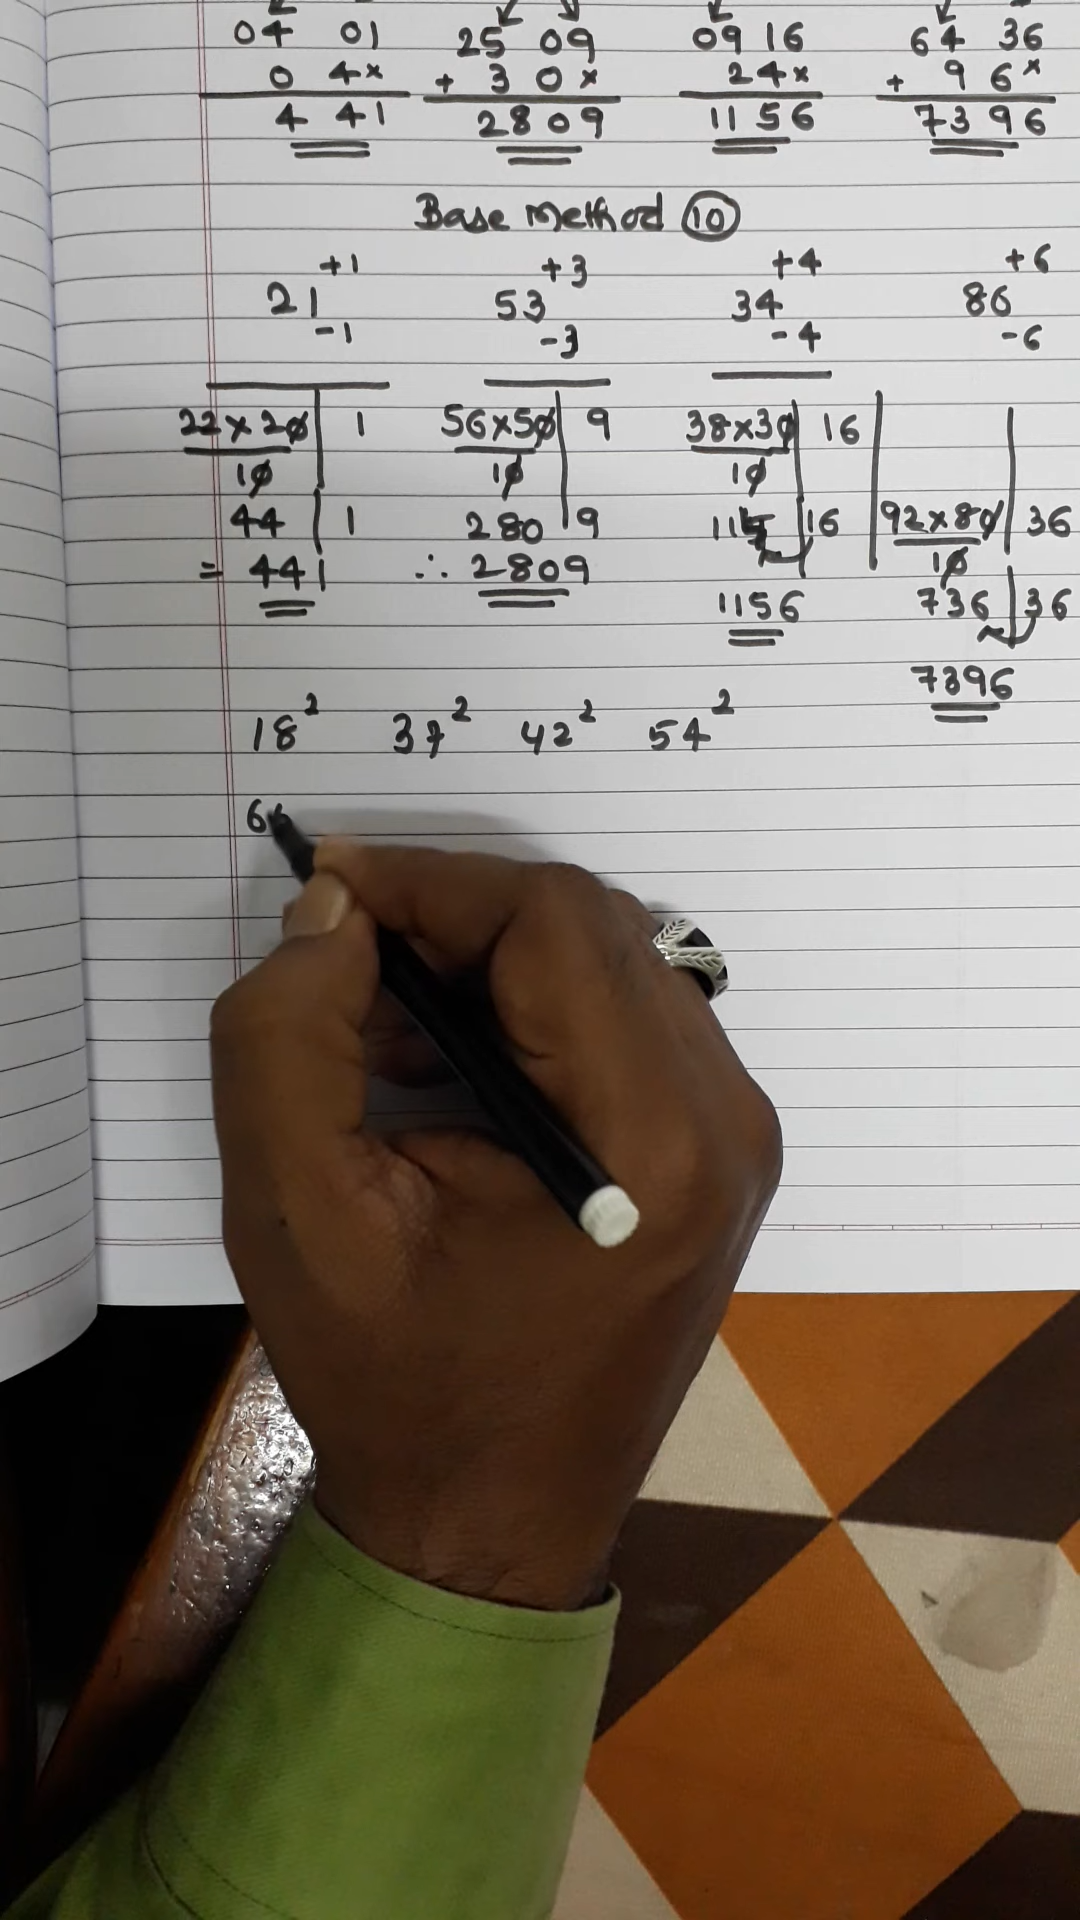 04 01 25 09 09 16 64 36
0 4× + 3 0× 24× + 9 6×
4 41 2809 1156 7396
Base Method 10
+1 +3 +4 +6
21 53 34 86
-1 -3 -4 -6
22×20 | 1 56×50 | 9 38×30 | 16
10 10 10
44 | 1 280 | 9 114 | 16 92×80 | 36
= 441 ∴ 2809 10
1156 736 | 36
7396
18² 37² 42² 54²